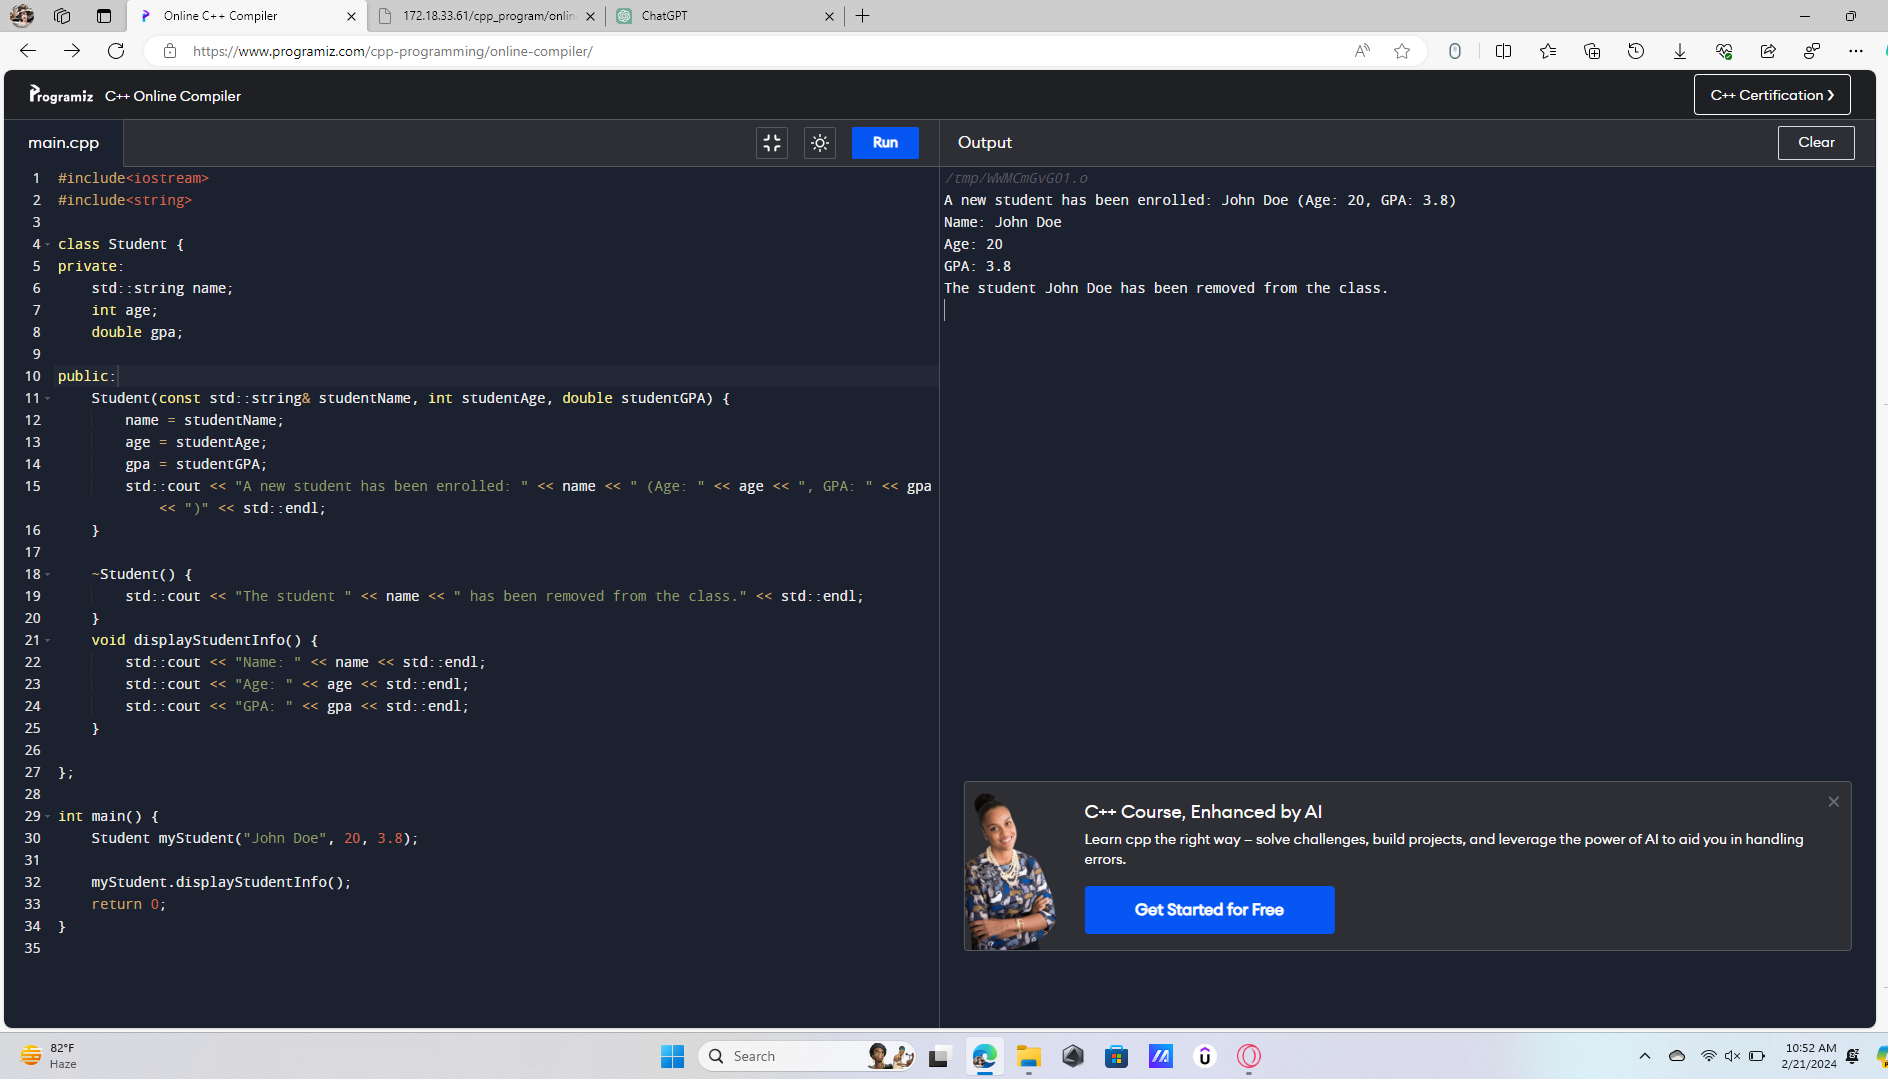 Online C++ Compiler
172.18.33.61/cpp_program/onlin
ChatGPT
https://www.programiz.com/cpp-programming/online-compiler/
Programiz C++ Online Compiler
C++ Certification ❯
main.cpp
Run
Output
Clear
1 #include<iostream>
2 #include<string>
3
4 class Student {
5 private:
6     std::string name;
7     int age;
8     double gpa;
9
10 public:
11     Student(const std::string& studentName, int studentAge, double studentGPA) {
12         name = studentName;
13         age = studentAge;
14         gpa = studentGPA;
15         std::cout << "A new student has been enrolled: " << name << " (Age: " << age << ", GPA: " << gpa
            << ")" << std::endl;
16     }
17
18     ~Student() {
19         std::cout << "The student " << name << " has been removed from the class." << std::endl;
20     }
21     void displayStudentInfo() {
22         std::cout << "Name: " << name << std::endl;
23         std::cout << "Age: " << age << std::endl;
24         std::cout << "GPA: " << gpa << std::endl;
25     }
26
27 };
28
29 int main() {
30     Student myStudent("John Doe", 20, 3.8);
31
32     myStudent.displayStudentInfo();
33     return 0;
34 }
35
/tmp/WWMCmGvGO1.o
A new student has been enrolled: John Doe (Age: 20, GPA: 3.8)
Name: John Doe
Age: 20
GPA: 3.8
The student John Doe has been removed from the class.
C++ Course, Enhanced by AI
Learn cpp the right way – solve challenges, build projects, and leverage the power of AI to aid you in handling
errors.
Get Started for Free
82°F
Haze
Search
10:52 AM
2/21/2024